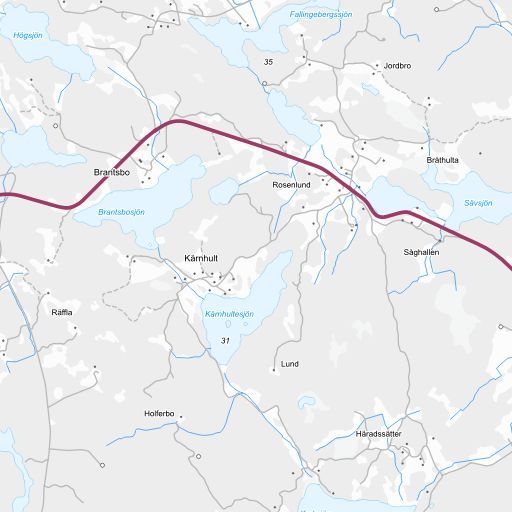 Fallingebergssjön
Högsjön
35
Jordbro
Bråthulta
Brantsbo
Rosenlund
Sävsjön
Brantsbosjön
Såghallen
Kärnhult
Räffla
Kärnhultesjön
31
Lund
Holferbo
Häradssätter